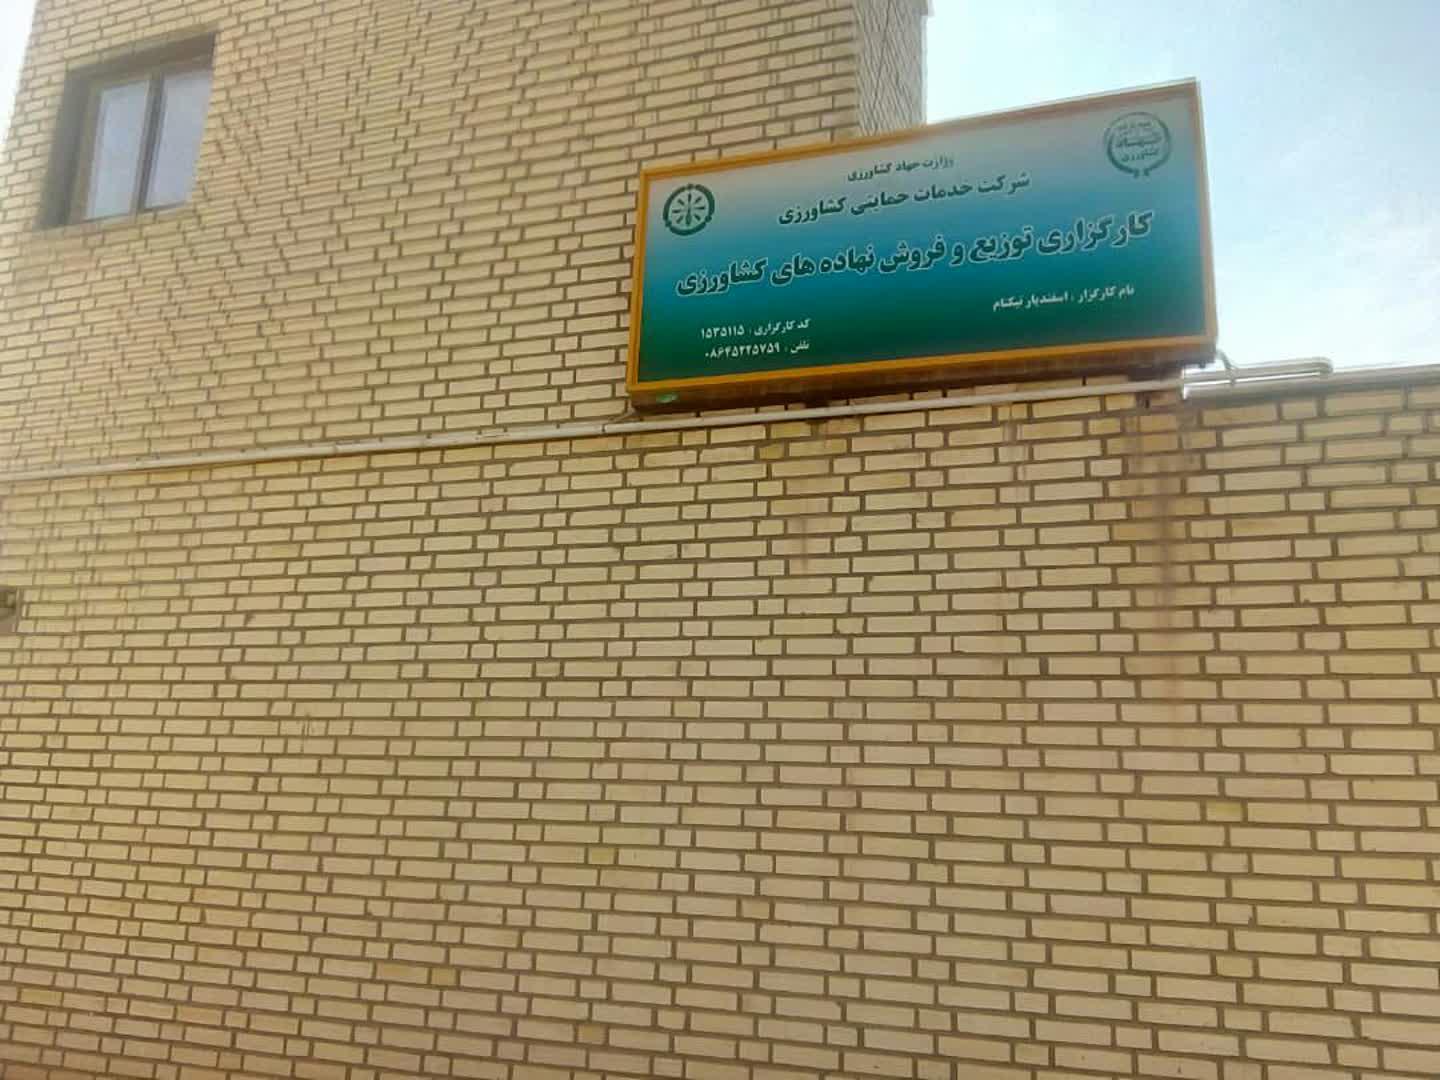 وزارت جهاد کشاورزی
شرکت خدمات حمایتی کشاورزی
کارگزاری توزیع و فروش نهاده های کشاورزی
نام کارگزار : اسفندیار نیکنام
کد کارگزاری : ۱۵۳۵۱۱۵
تلفن : ۰۸۶۴۵۲۲۵۷۵۹